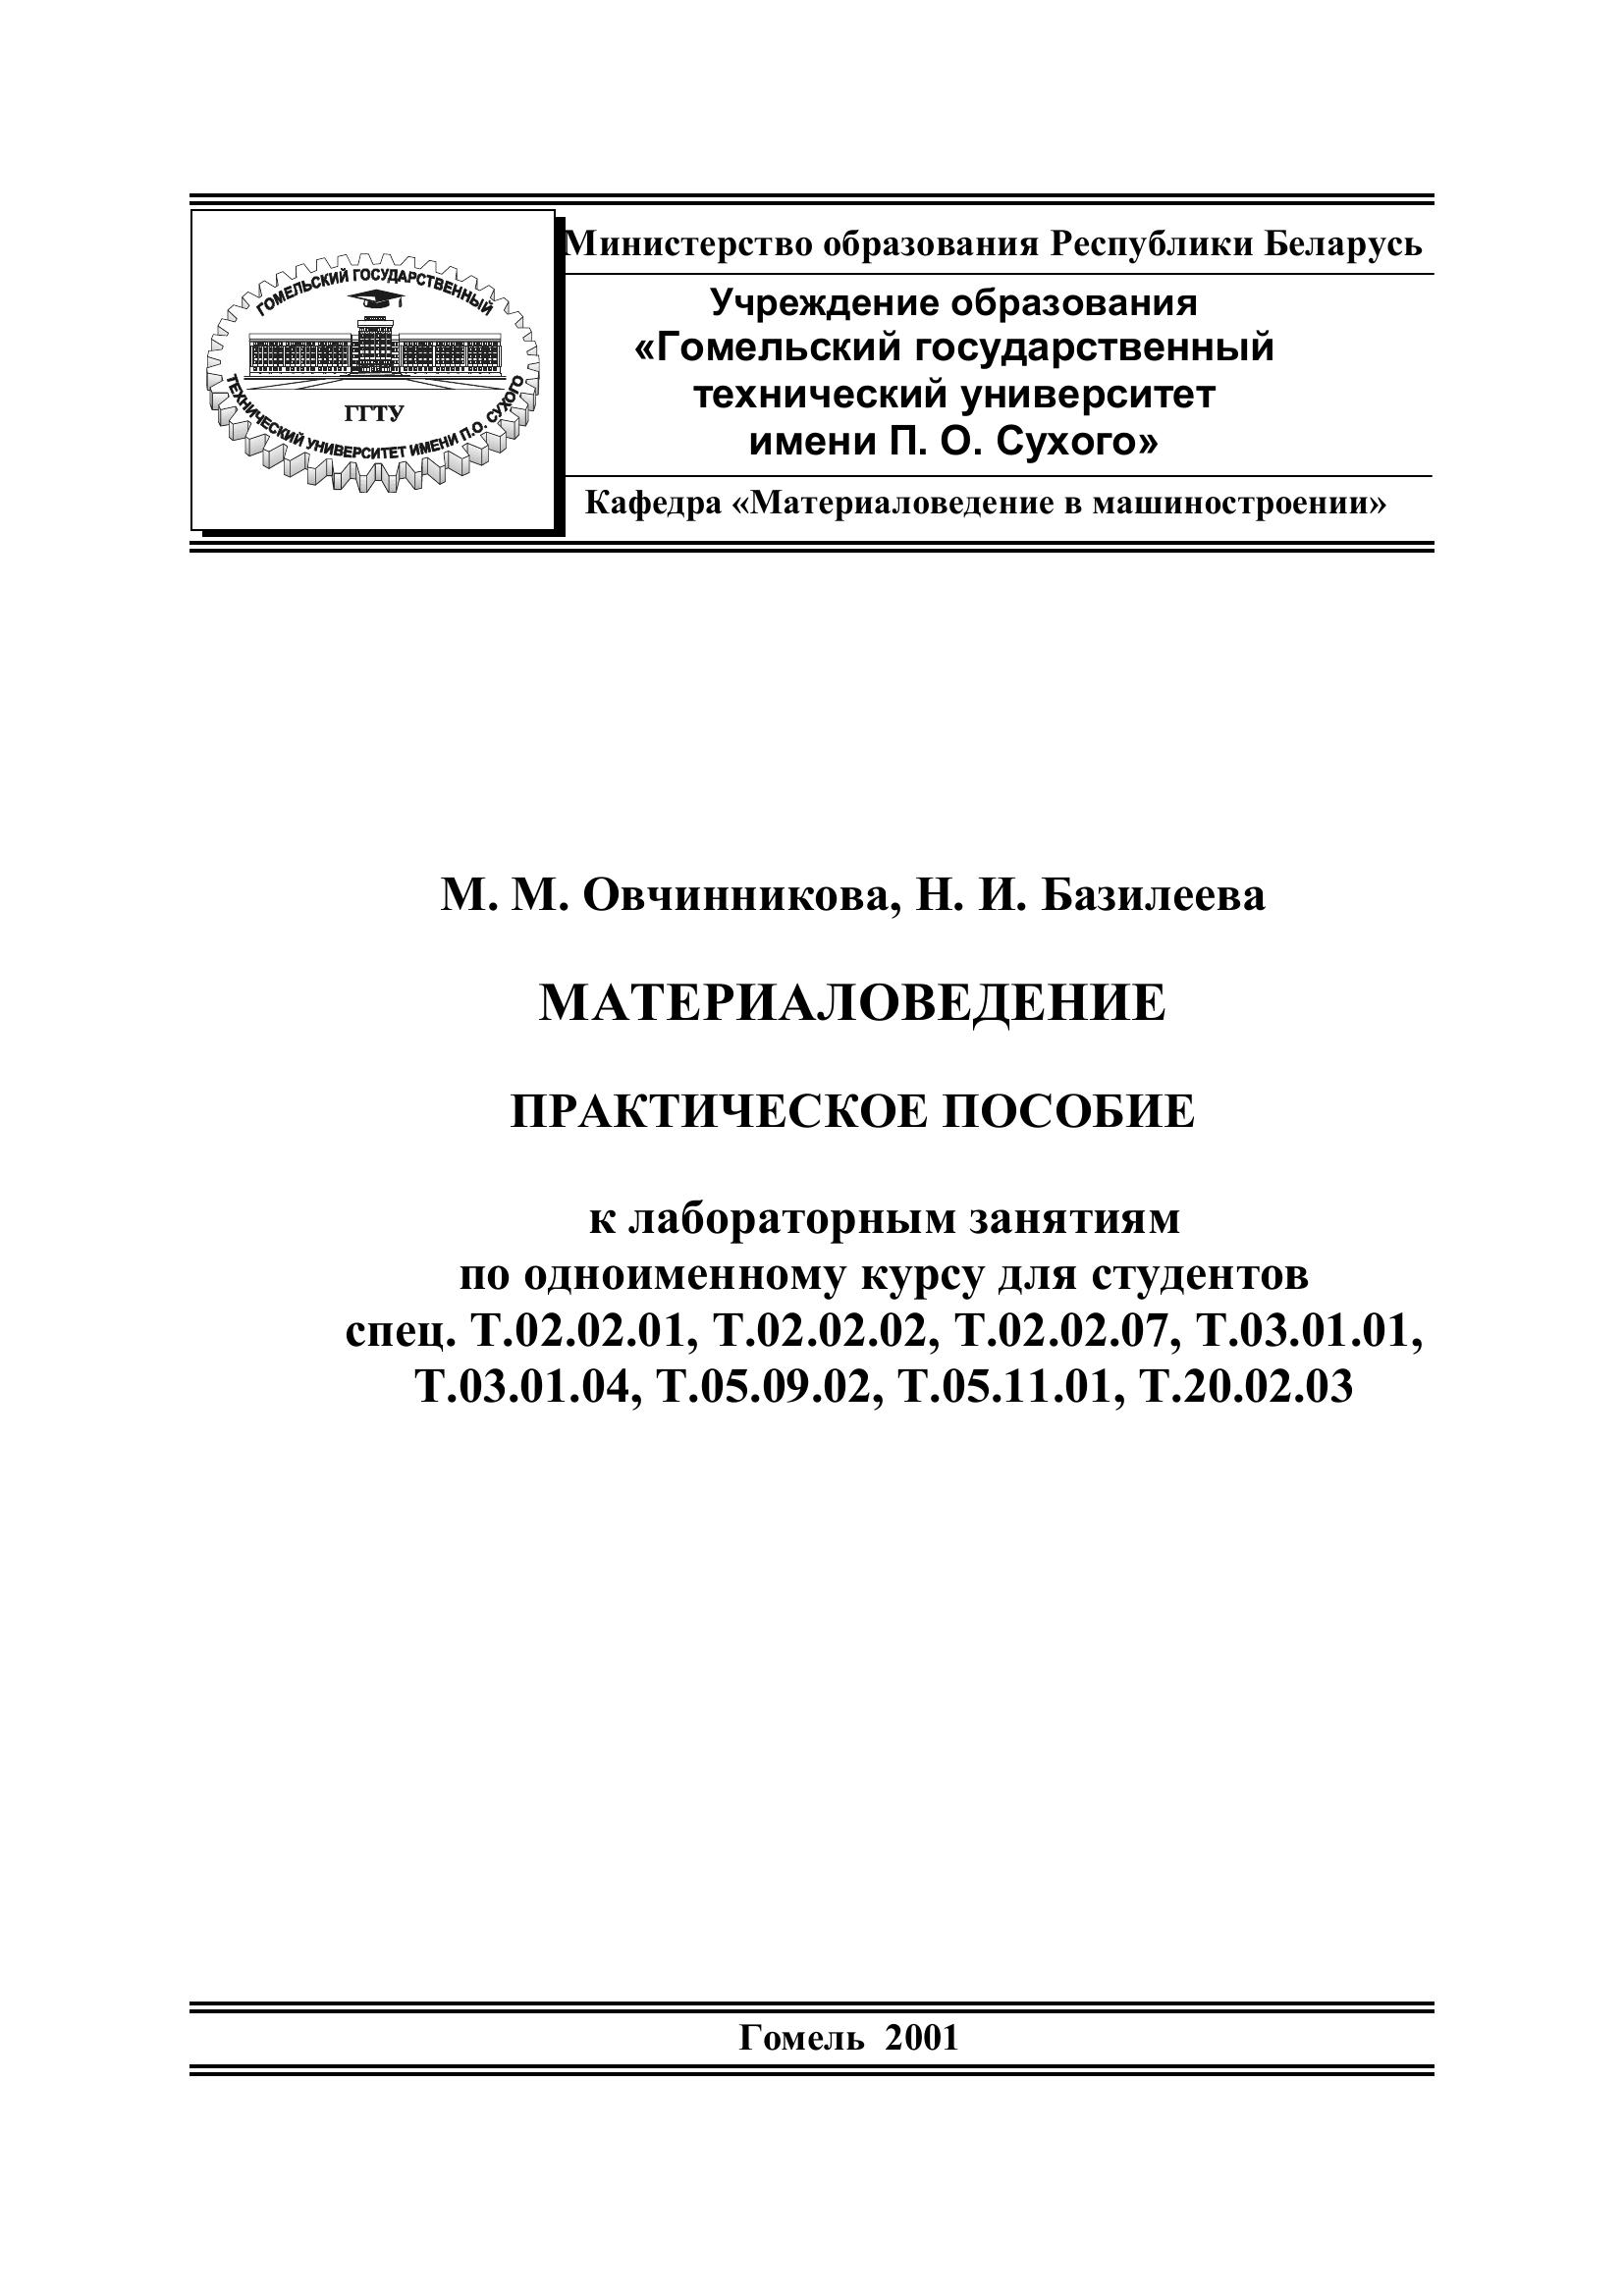 Министерство образования Республики Беларусь
ГОМЕЛЬСКИЙ ГОСУДАРСТВЕННЫЙ
ГГТУ
ТЕХНИЧЕСКИЙ УНИВЕРСИТЕТ ИМЕНИ П.О. СУХОГО
Учреждение образования
«Гомельский государственный
технический университет
имени П. О. Сухого»
Кафедра «Материаловедение в машиностроении»
М. М. Овчинникова, Н. И. Базилеева
МАТЕРИАЛОВЕДЕНИЕ
ПРАКТИЧЕСКОЕ ПОСОБИЕ
к лабораторным занятиям
по одноименному курсу для студентов
спец. Т.02.02.01, Т.02.02.02, Т.02.02.07, Т.03.01.01,
Т.03.01.04, Т.05.09.02, Т.05.11.01, Т.20.02.03
Гомель 2001